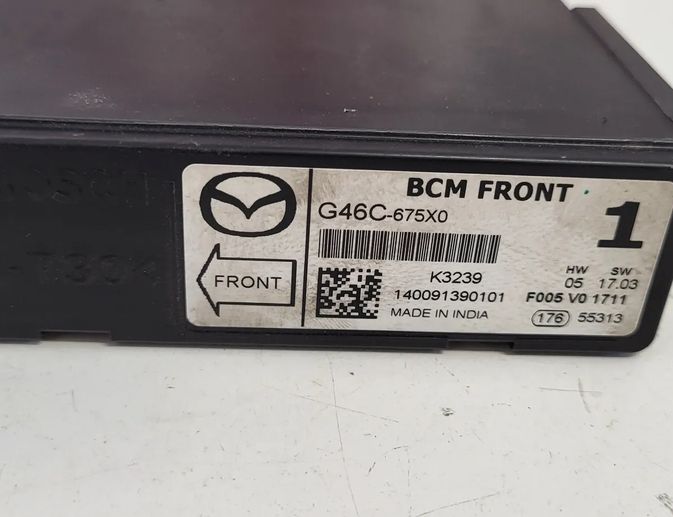 BCM FRONT
G46C-675X0
1
FRONT
K3239
140091390101
MADE IN INDIA
HW SW
05 17.03
F005 V0 1711
176 55313